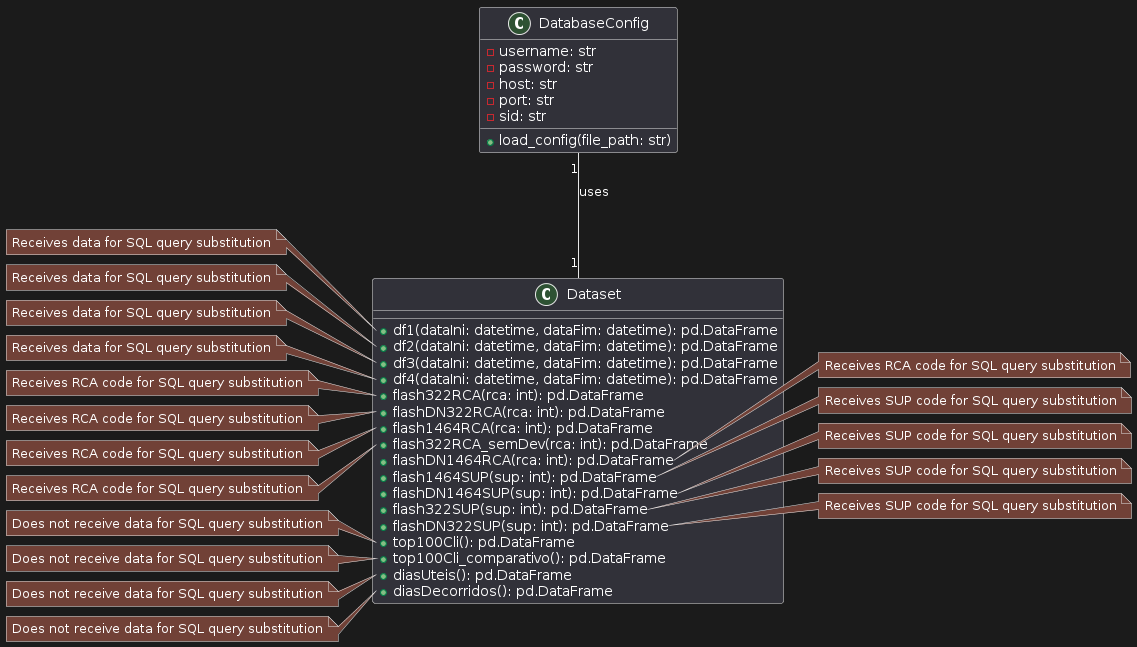 C DatabaseConfig
username: str
password: str
host: str
port: str
sid: str
load_config(file_path: str)
1
uses
1
C Dataset
df1(dataIni: datetime, dataFim: datetime): pd.DataFrame
df2(dataIni: datetime, dataFim: datetime): pd.DataFrame
df3(dataIni: datetime, dataFim: datetime): pd.DataFrame
df4(dataIni: datetime, dataFim: datetime): pd.DataFrame
flash322RCA(rca: int): pd.DataFrame
flashDN322RCA(rca: int): pd.DataFrame
flash1464RCA(rca: int): pd.DataFrame
flash322RCA_semDev(rca: int): pd.DataFrame
flashDN1464RCA(rca: int): pd.DataFrame
flash1464SUP(sup: int): pd.DataFrame
flashDN1464SUP(sup: int): pd.DataFrame
flash322SUP(sup: int): pd.DataFrame
flashDN322SUP(sup: int): pd.DataFrame
top100Cli(): pd.DataFrame
top100Cli_comparativo(): pd.DataFrame
diasUteis(): pd.DataFrame
diasDecorridos(): pd.DataFrame
Receives data for SQL query substitution
Receives data for SQL query substitution
Receives data for SQL query substitution
Receives data for SQL query substitution
Receives RCA code for SQL query substitution
Receives RCA code for SQL query substitution
Receives RCA code for SQL query substitution
Receives RCA code for SQL query substitution
Does not receive data for SQL query substitution
Does not receive data for SQL query substitution
Does not receive data for SQL query substitution
Does not receive data for SQL query substitution
Receives RCA code for SQL query substitution
Receives SUP code for SQL query substitution
Receives SUP code for SQL query substitution
Receives SUP code for SQL query substitution
Receives SUP code for SQL query substitution